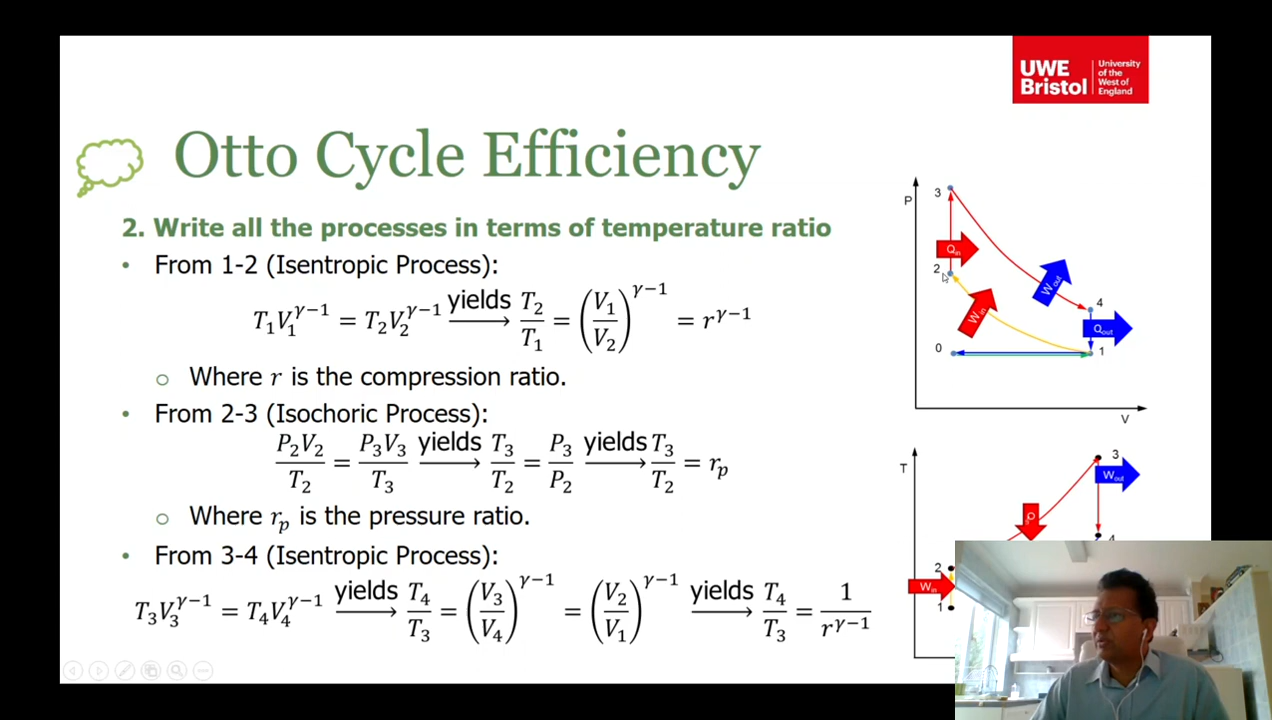 UWE Bristol
University of the West of England
Otto Cycle Efficiency
2. Write all the processes in terms of temperature ratio
• From 1-2 (Isentropic Process):
T₁V₁^{γ−1} = T₂V₂^{γ−1} yields→ T₂/T₁ = (V₁/V₂)^{γ−1} = r^{γ−1}
○ Where r is the compression ratio.
• From 2-3 (Isochoric Process):
P₂V₂/T₂ = P₃V₃/T₃ yields→ T₃/T₂ = P₃/P₂ yields→ T₃/T₂ = r_p
○ Where r_p is the pressure ratio.
• From 3-4 (Isentropic Process):
T₃V₃^{γ−1} = T₄V₄^{γ−1} yields→ T₄/T₃ = (V₃/V₄)^{γ−1} = (V₂/V₁)^{γ−1} yields→ T₄/T₃ = 1/r^{γ−1}
P
3
Q_in
2
W_out
W_in
4
Q_out
0
1
V
T
3
W_out
2
W_in
1